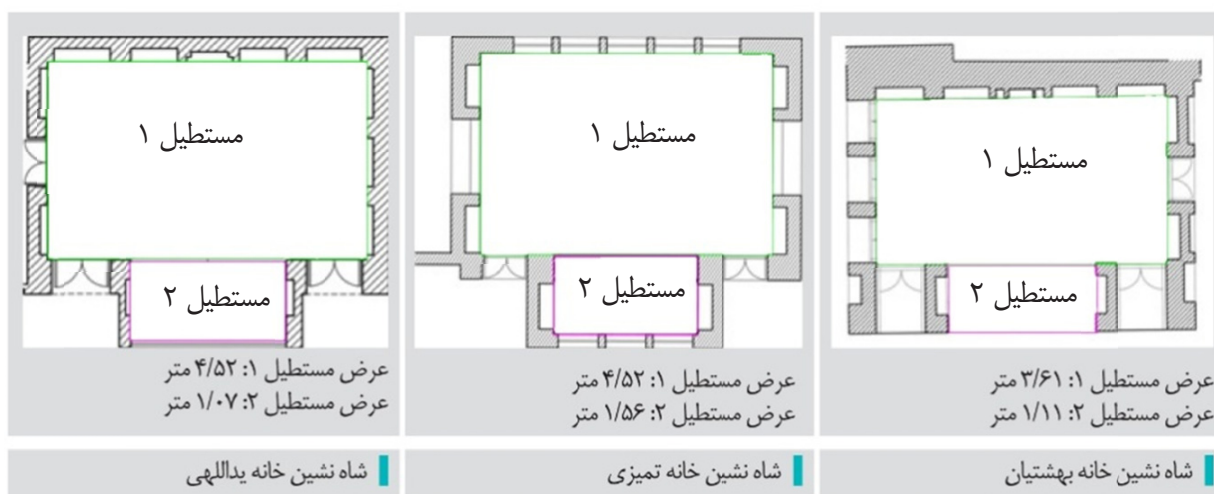 مستطیل ۱
مستطیل ۲
عرض مستطیل ۱: ۳/۶۱ متر
عرض مستطیل ۲: ۱/۱۱ متر
شاه نشین خانه بهشتیان
مستطیل ۱
مستطیل ۲
عرض مستطیل ۱: ۴/۵۲ متر
عرض مستطیل ۲: ۱/۵۶ متر
شاه نشین خانه تمیزی
مستطیل ۱
مستطیل ۲
عرض مستطیل ۱: ۴/۵۲ متر
عرض مستطیل ۲: ۱/۰۷ متر
شاه نشین خانه یداللهی